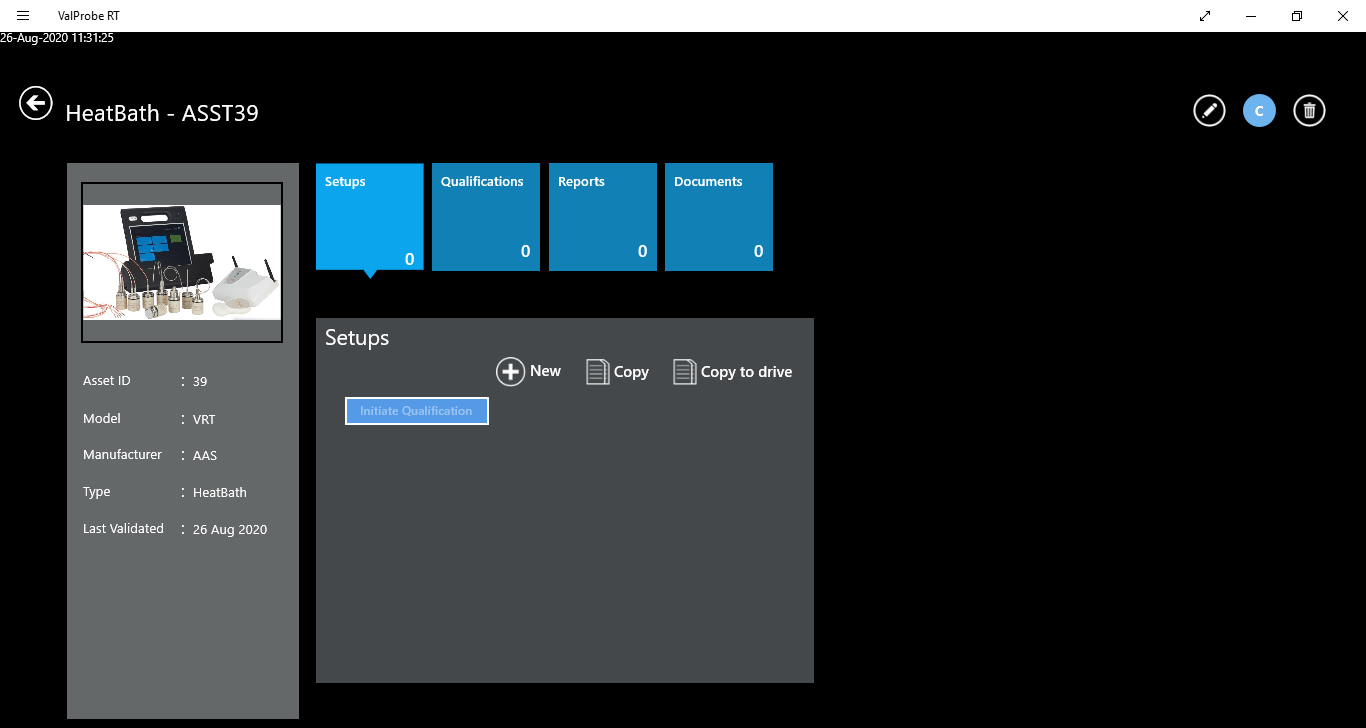 ValProbe RT
26-Aug-2020 11:31:25
HeatBath - ASST39
C
Setups
0
Qualifications
0
Reports
0
Documents
0
Setups
New
Copy
Copy to drive
Initiate Qualification
Asset ID : 39
Model : VRT
Manufacturer : AAS
Type : HeatBath
Last Validated : 26 Aug 2020